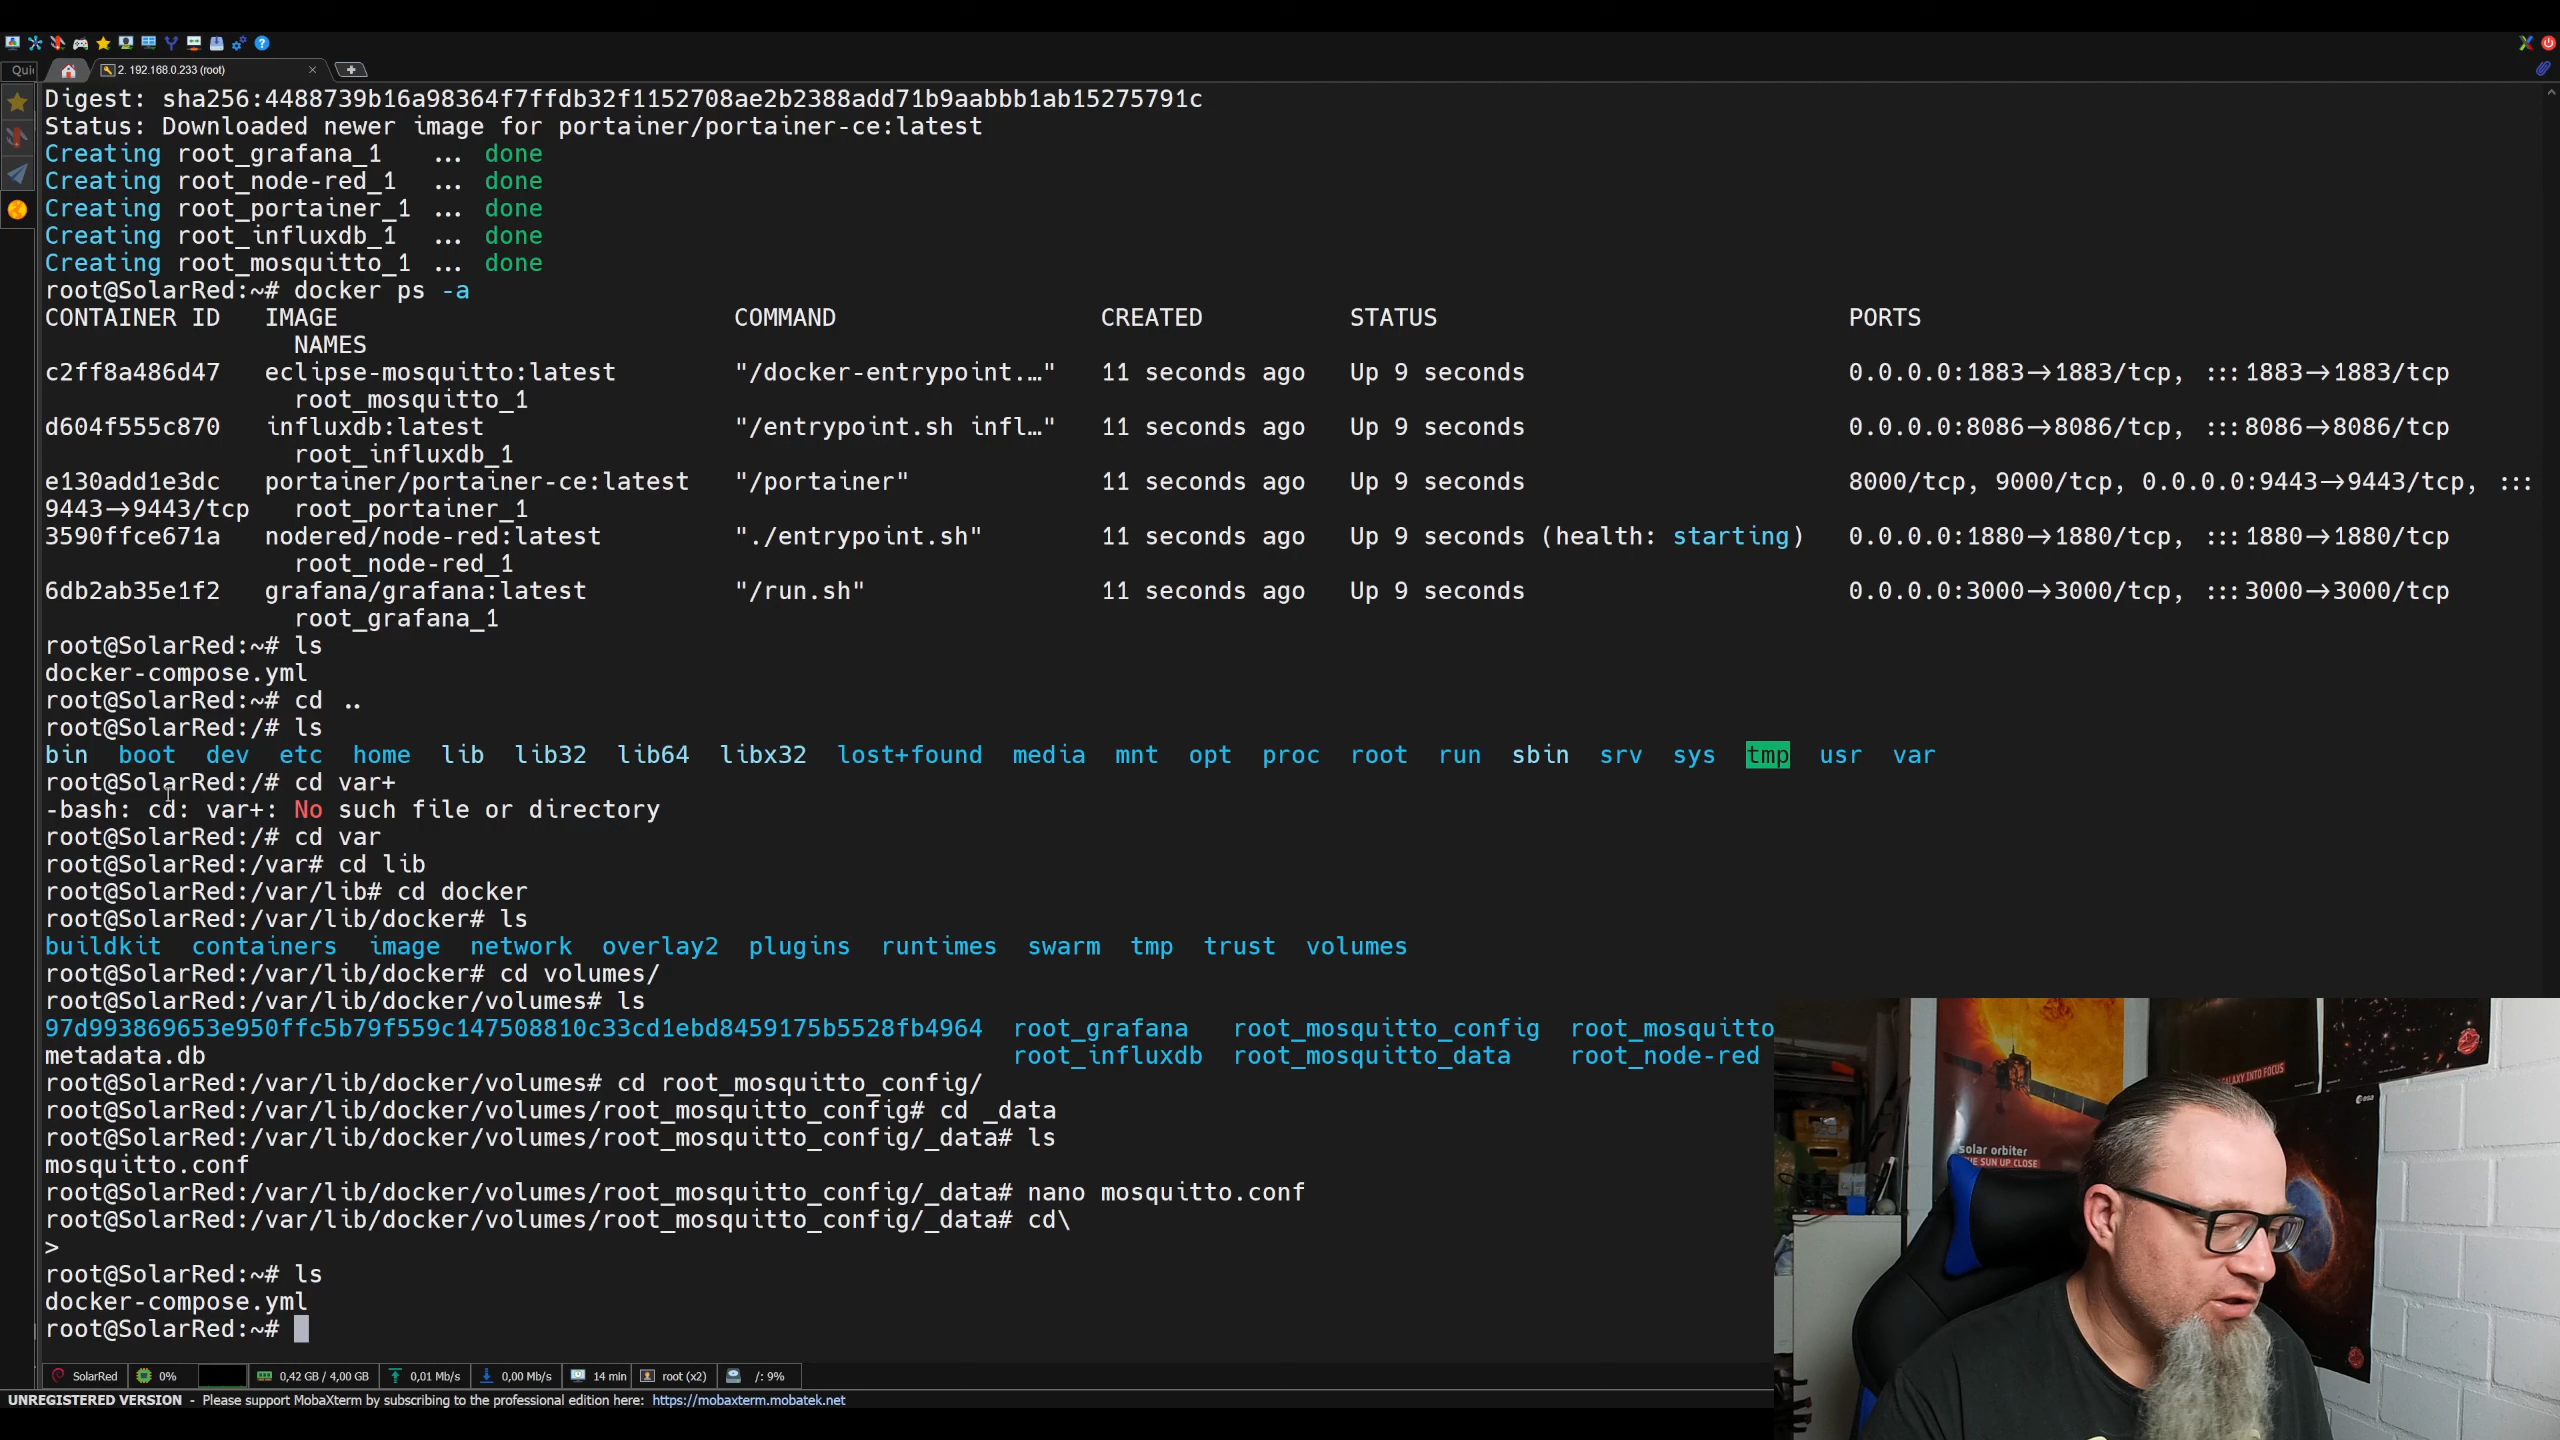 Qui
2. 192.168.0.233 (root)
Digest: sha256:4488739b16a98364f7ffdb32f1152708ae2b2388add71b9aabbb1ab15275791c
Status: Downloaded newer image for portainer/portainer-ce:latest
Creating root_grafana_1 ... done
Creating root_node-red_1 ... done
Creating root_portainer_1 ... done
Creating root_influxdb_1 ... done
Creating root_mosquitto_1 ... done
root@SolarRed:~# docker ps -a
CONTAINER ID IMAGE COMMAND CREATED STATUS PORTS
NAMES
c2ff8a486d47 eclipse-mosquitto:latest "/docker-entrypoint.…" 11 seconds ago Up 9 seconds 0.0.0.0:1883->1883/tcp, :::1883->1883/tcp
root_mosquitto_1
d604f555c870 influxdb:latest "/entrypoint.sh infl…" 11 seconds ago Up 9 seconds 0.0.0.0:8086->8086/tcp, :::8086->8086/tcp
root_influxdb_1
e130add1e3dc portainer/portainer-ce:latest "/portainer" 11 seconds ago Up 9 seconds 8000/tcp, 9000/tcp, 0.0.0.0:9443->9443/tcp, :::
9443->9443/tcp root_portainer_1
3590ffce671a nodered/node-red:latest "./entrypoint.sh" 11 seconds ago Up 9 seconds (health: starting) 0.0.0.0:1880->1880/tcp, :::1880->1880/tcp
root_node-red_1
6db2ab35e1f2 grafana/grafana:latest "/run.sh" 11 seconds ago Up 9 seconds 0.0.0.0:3000->3000/tcp, :::3000->3000/tcp
root_grafana_1
root@SolarRed:~# ls
docker-compose.yml
root@SolarRed:~# cd ..
root@SolarRed:/# ls
bin boot dev etc home lib lib32 lib64 libx32 lost+found media mnt opt proc root run sbin srv sys tmp usr var
root@SolarRed:/# cd var+
-bash: cd: var+: No such file or directory
root@SolarRed:/# cd var
root@SolarRed:/var# cd lib
root@SolarRed:/var/lib# cd docker
root@SolarRed:/var/lib/docker# ls
buildkit containers image network overlay2 plugins runtimes swarm tmp trust volumes
root@SolarRed:/var/lib/docker# cd volumes/
root@SolarRed:/var/lib/docker/volumes# ls
97d993869653e950ffc5b79f559c147508810c33cd1ebd8459175b5528fb4964 root_grafana root_mosquitto_config root_mosquitto
metadata.db root_influxdb root_mosquitto_data root_node-red
root@SolarRed:/var/lib/docker/volumes# cd root_mosquitto_config/
root@SolarRed:/var/lib/docker/volumes/root_mosquitto_config# cd _data
root@SolarRed:/var/lib/docker/volumes/root_mosquitto_config/_data# ls
mosquitto.conf
root@SolarRed:/var/lib/docker/volumes/root_mosquitto_config/_data# nano mosquitto.conf
root@SolarRed:/var/lib/docker/volumes/root_mosquitto_config/_data# cd\
>
root@SolarRed:~# ls
docker-compose.yml
root@SolarRed:~#
SolarRed 0% 0,42 GB / 4,00 GB 0,01 Mb/s 0,00 Mb/s 14 min root (x2) /: 9%
UNREGISTERED VERSION - Please support MobaXterm by subscribing to the professional edition here: https://mobaxterm.mobatek.net
GALAXY INTO FOCUS
esa
solar orbiter
THE SUN UP CLOSE